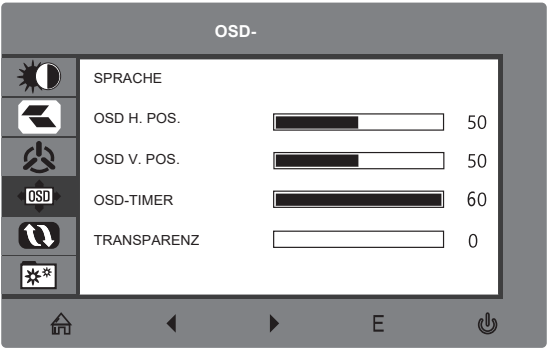 OSD-
SPRACHE
OSD H. POS. 50
OSD V. POS. 50
OSD
OSD-TIMER 60
TRANSPARENZ 0
E